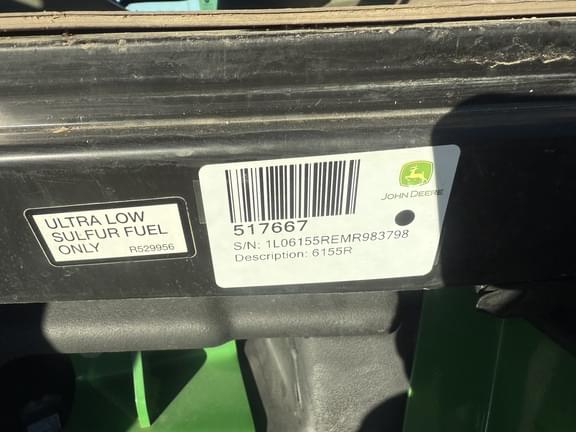 ULTRA LOW
SULFUR FUEL
ONLY R529956
517667
JOHN DEERE
S/N: 1L06155REMR983798
Description: 6155R